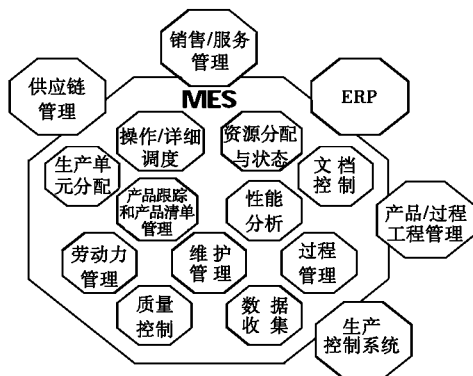 销售/服务
管理
供应链
管理
MES
ERP
操作/详细
调度
资源分配
与状态
生产单
元分配
文档
控制
产品跟踪
和产品清单
管理
性能
分析
产品/过程
工程管理
劳动力
管理
维护
管理
过程
管理
质量
控制
数据
收集
生产
控制系统